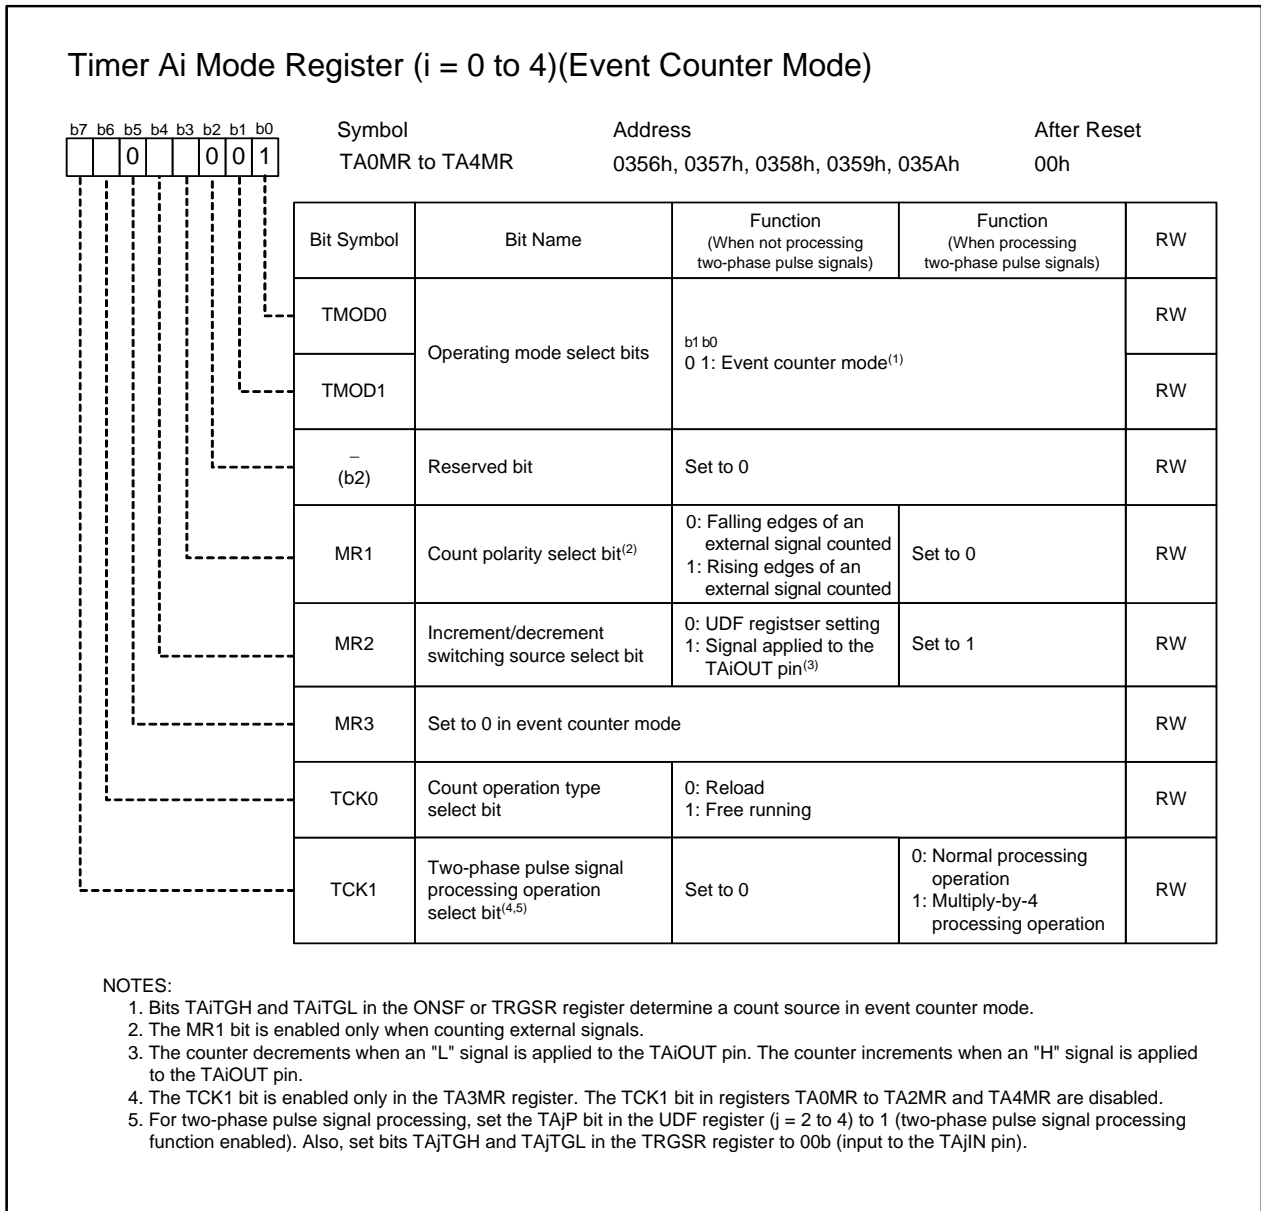 Timer Ai Mode Register (i = 0 to 4)(Event Counter Mode)
b7 b6 b5 b4 b3 b2 b1 b0
0 0 0 1
Symbol Address After Reset
TA0MR to TA4MR 0356h, 0357h, 0358h, 0359h, 035Ah 00h
Bit Symbol
Bit Name
Function
(When not processing
two-phase pulse signals)
Function
(When processing
two-phase pulse signals)
RW
TMOD0
Operating mode select bits
b1 b0
0 1: Event counter mode(1)
RW
TMOD1
RW
–
(b2)
Reserved bit
Set to 0
RW
MR1
Count polarity select bit(2)
0: Falling edges of an
external signal counted
1: Rising edges of an
external signal counted
Set to 0
RW
MR2
Increment/decrement
switching source select bit
0: UDF registser setting
1: Signal applied to the
TAiOUT pin(3)
Set to 1
RW
MR3
Set to 0 in event counter mode
RW
TCK0
Count operation type
select bit
0: Reload
1: Free running
RW
TCK1
Two-phase pulse signal
processing operation
select bit(4,5)
Set to 0
0: Normal processing
operation
1: Multiply-by-4
processing operation
RW
NOTES:
1. Bits TAiTGH and TAiTGL in the ONSF or TRGSR register determine a count source in event counter mode.
2. The MR1 bit is enabled only when counting external signals.
3. The counter decrements when an "L" signal is applied to the TAiOUT pin. The counter increments when an "H" signal is applied
to the TAiOUT pin.
4. The TCK1 bit is enabled only in the TA3MR register. The TCK1 bit in registers TA0MR to TA2MR and TA4MR are disabled.
5. For two-phase pulse signal processing, set the TAjP bit in the UDF register (j = 2 to 4) to 1 (two-phase pulse signal processing
function enabled). Also, set bits TAjTGH and TAjTGL in the TRGSR register to 00b (input to the TAjIN pin).